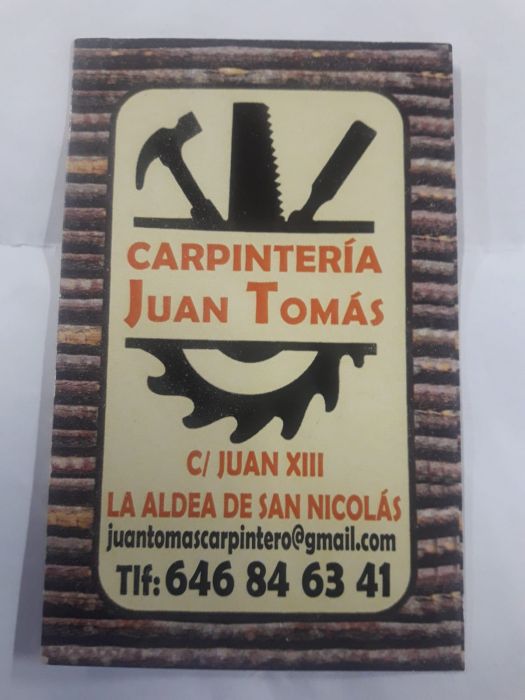 CARPINTERÍA
JUAN TOMÁS
C/ JUAN XIII
LA ALDEA DE SAN NICOLÁS
juantomascarpintero@gmail.com
Tlf: 646 84 63 41